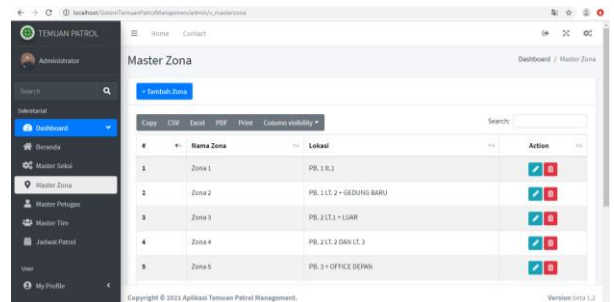 localhost/SistemTemuanPatrolManajemen/admin/v_masterzona
TEMUAN PATROL
Home Contact
Administrator
Master Zona
Dashboard / Master Zona
Search
+ Tambah Zona
Sekretariat
Dashboard
Copy CSV Excel PDF Print Column visibility
Search:
Beranda
# Nama Zona Lokasi Action
Master Seksi
1 Zona 1 PB. 1 lt.1
Master Zona
2 Zona 2 PB. 1 LT. 2 + GEDUNG BARU
Master Petugas
Master Tim
3 Zona 3 PB. 2 LT.1 + LUAR
Jadwal Patrol
4 Zona 4 PB. 2 LT. 2 DAN LT. 3
User
5 Zona 5 PB. 3 + OFFICE DEPAN
My Profile
Copyright © 2021 Aplikasi Temuan Patrol Management.
Version beta 1.2